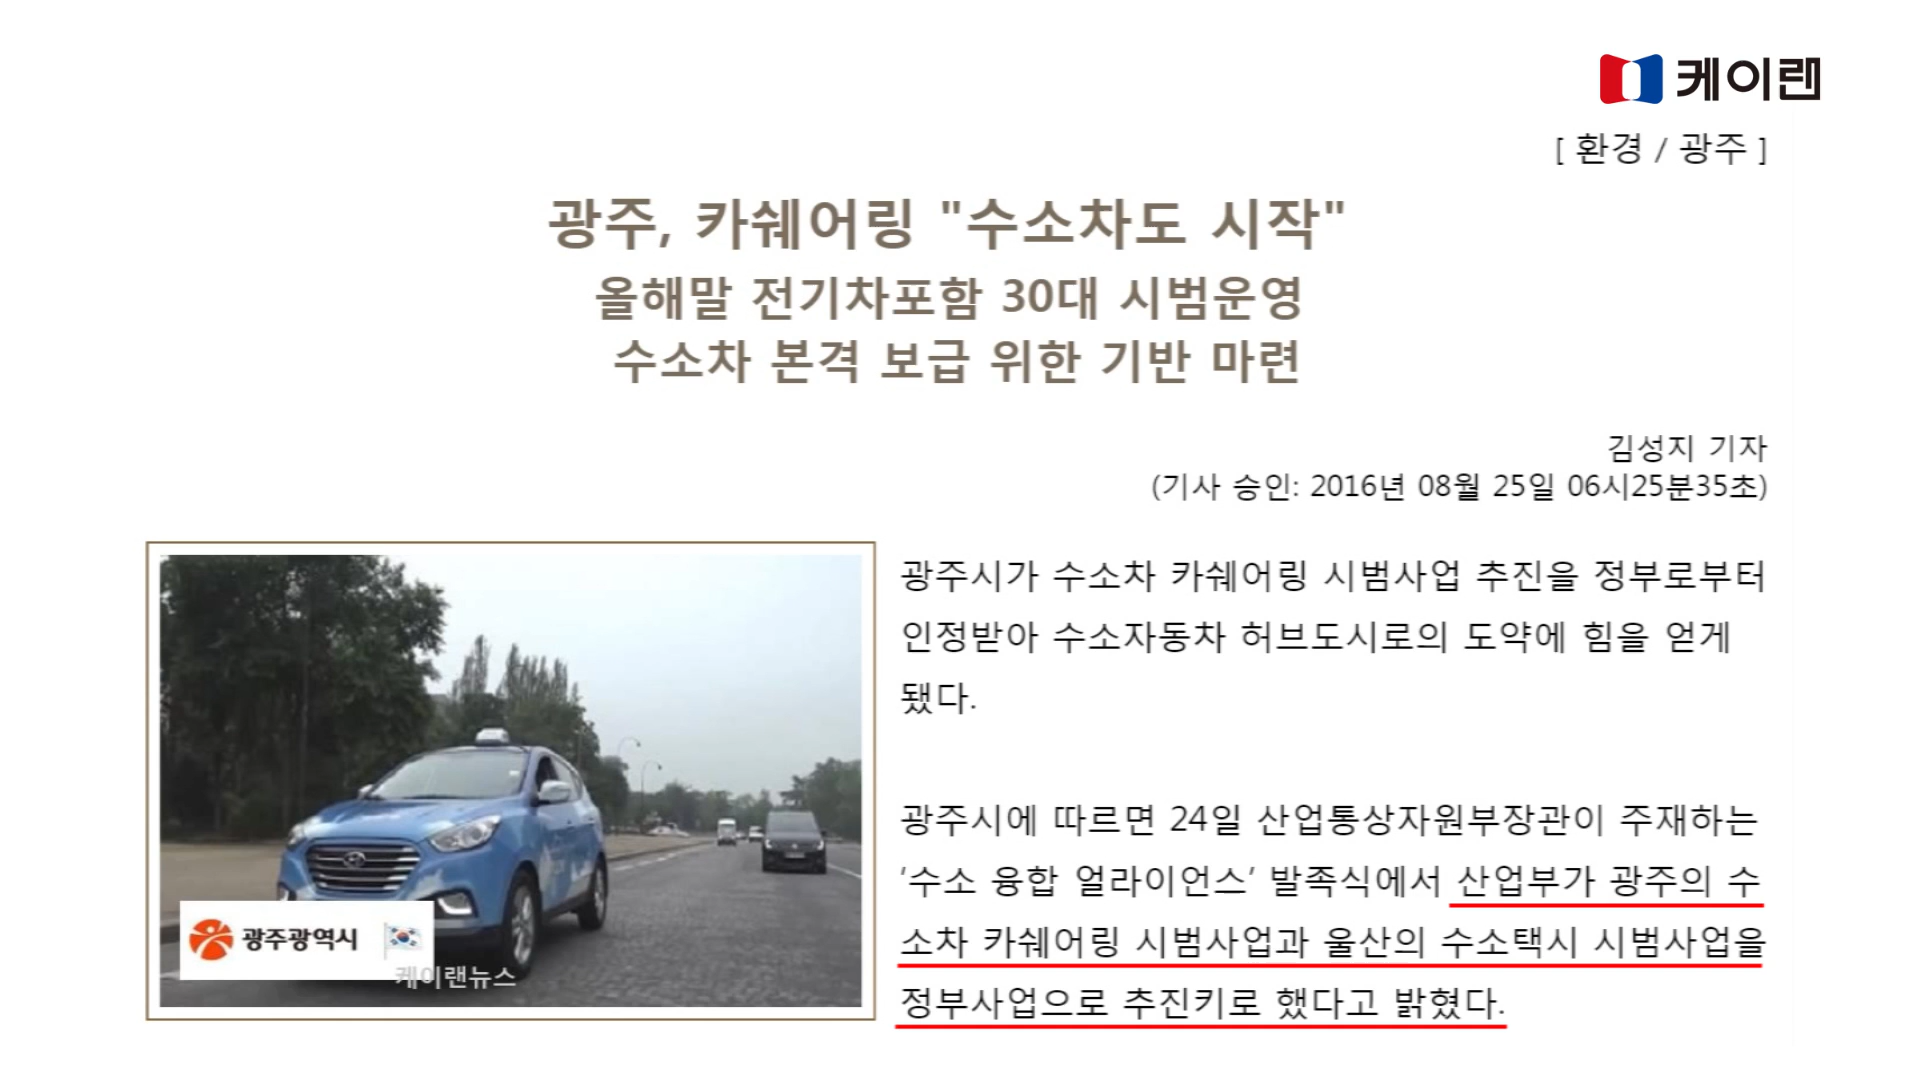 케이랜
[ 환경 / 광주 ]
광주, 카쉐어링 "수소차도 시작"
올해말 전기차포함 30대 시범운영
수소차 본격 보급 위한 기반 마련
김성지 기자
(기사 승인: 2016년 08월 25일 06시25분35초)
광주시가 수소차 카쉐어링 시범사업 추진을 정부로부터
인정받아 수소자동차 허브도시로의 도약에 힘을 얻게
됐다.
광주시에 따르면 24일 산업통상자원부장관이 주재하는
'수소 융합 얼라이언스' 발족식에서 산업부가 광주의 수
소차 카쉐어링 시범사업과 울산의 수소택시 시범사업을
정부사업으로 추진키로 했다고 밝혔다.
광주광역시
케이랜뉴스